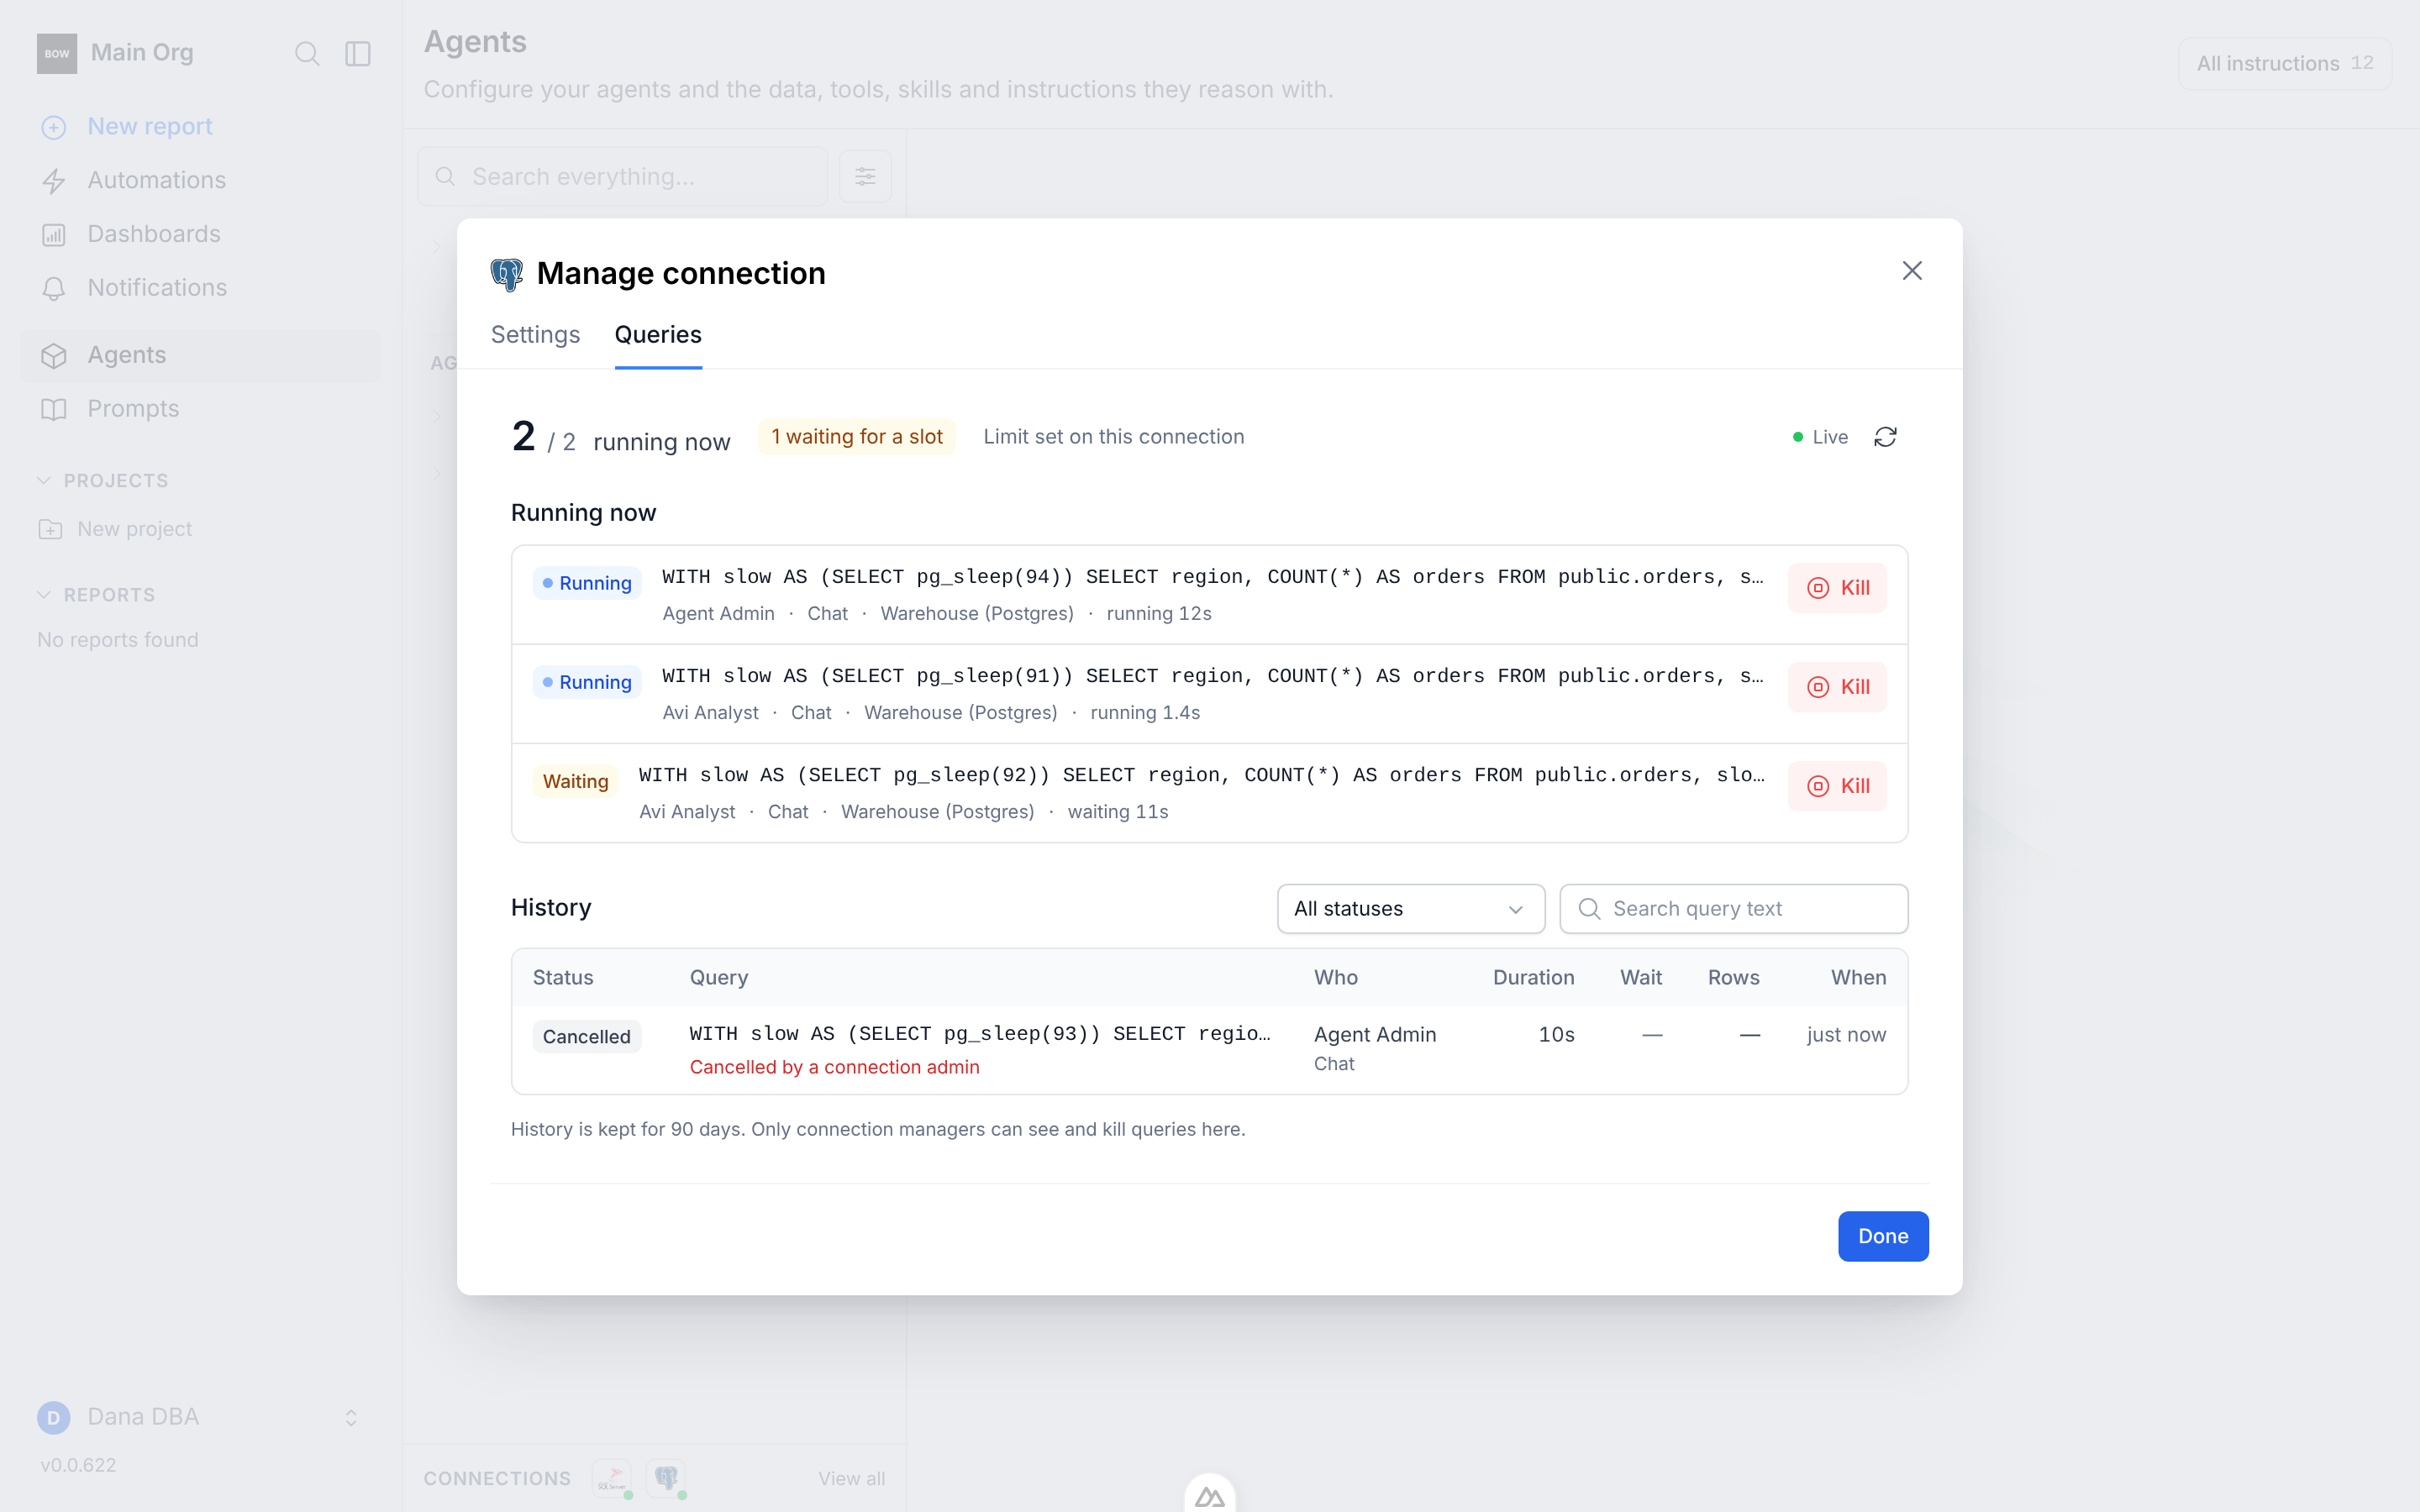 BOW Main Org
New report
Automations
Dashboards
Notifications
Agents
Prompts
PROJECTS
New project
REPORTS
No reports found
Dana DBA
D
v0.0.622
Agents
Configure your agents and the data, tools, skills and instructions they reason with.
All instructions 12
Search everything...
AG
Manage connection
Settings Queries
2 / 2 running now 1 waiting for a slot Limit set on this connection Live
Running now
Running WITH slow AS (SELECT pg_sleep(94)) SELECT region, COUNT(*) AS orders FROM public.orders, s… Kill
Agent Admin · Chat · Warehouse (Postgres) · running 12s
Running WITH slow AS (SELECT pg_sleep(91)) SELECT region, COUNT(*) AS orders FROM public.orders, s… Kill
Avi Analyst · Chat · Warehouse (Postgres) · running 1.4s
Waiting WITH slow AS (SELECT pg_sleep(92)) SELECT region, COUNT(*) AS orders FROM public.orders, slo… Kill
Avi Analyst · Chat · Warehouse (Postgres) · waiting 11s
History All statuses Search query text
Status Query Who Duration Wait Rows When
Cancelled WITH slow AS (SELECT pg_sleep(93)) SELECT regio… Agent Admin 10s — — just now
Cancelled by a connection admin Chat
History is kept for 90 days. Only connection managers can see and kill queries here.
Done
CONNECTIONS SQL Server View all